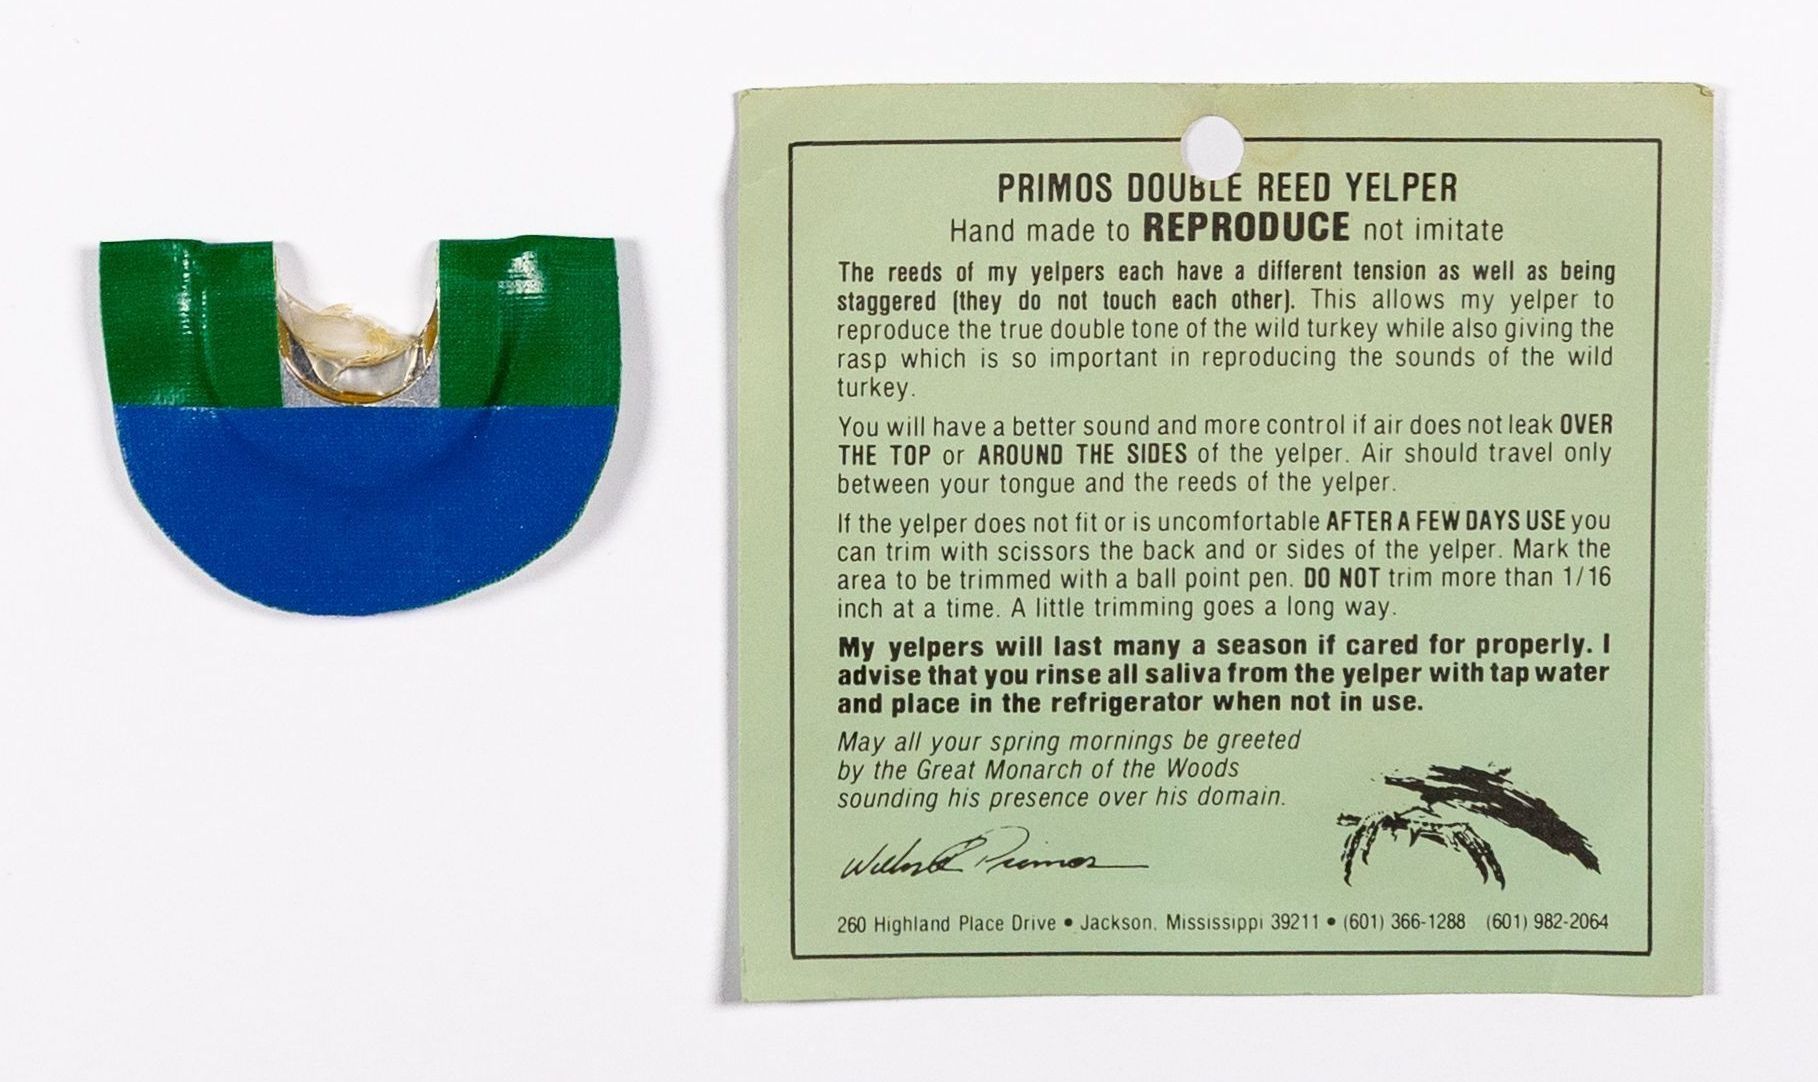 PRIMOS DOUBLE REED YELPER
Hand made to REPRODUCE not imitate
The reeds of my yelpers each have a different tension as well as being
staggered (they do not touch each other). This allows my yelper to
reproduce the true double tone of the wild turkey while also giving the
rasp which is so important in reproducing the sounds of the wild
turkey.
You will have a better sound and more control if air does not leak OVER
THE TOP or AROUND THE SIDES of the yelper. Air should travel only
between your tongue and the reeds of the yelper.
If the yelper does not fit or is uncomfortable AFTER A FEW DAYS USE you
can trim with scissors the back and or sides of the yelper. Mark the
area to be trimmed with a ball point pen. DO NOT trim more than 1/16
inch at a time. A little trimming goes a long way.
My yelpers will last many a season if cared for properly. I
advise that you rinse all saliva from the yelper with tap water
and place in the refrigerator when not in use.
May all your spring mornings be greeted
by the Great Monarch of the Woods
sounding his presence over his domain.
Primos
260 Highland Place Drive • Jackson, Mississippi 39211 • (601) 366-1288 (601) 982-2064